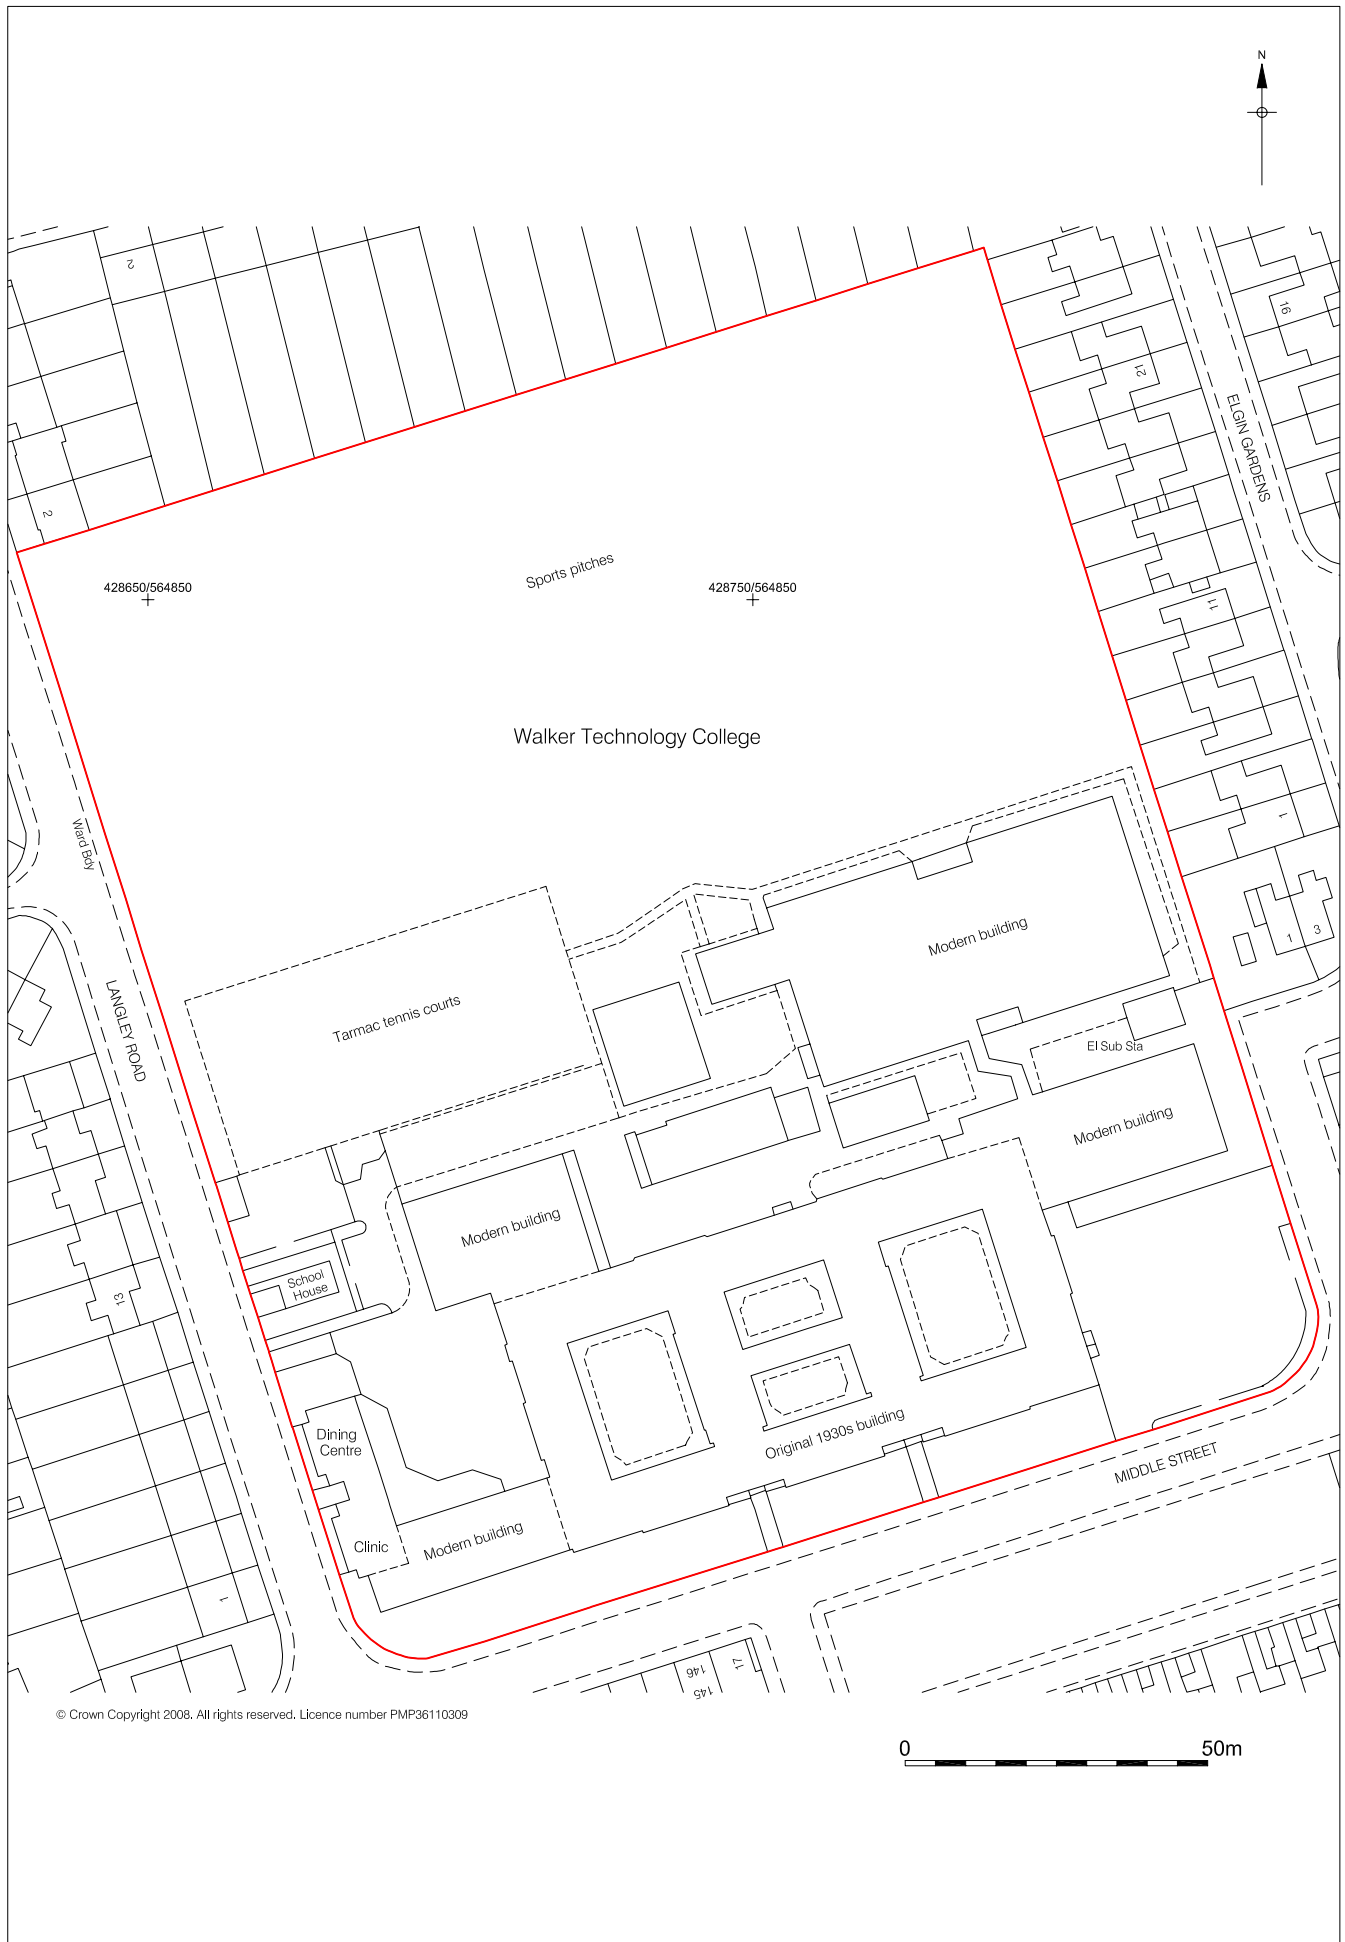 N
2
2
16
21
ELGIN GARDENS
Sports pitches
428650/564850
428750/564850
11
Walker Technology College
Ward Bdy
1
LANGLEY ROAD
Modern building
1
3
Tarmac tennis courts
El Sub Sta
Modern building
Modern building
School
House
13
Original 1930s building
Dining
Centre
MIDDLE STREET
Clinic
Modern building
1
146
145
17
© Crown Copyright 2008. All rights reserved. Licence number PMP36110309
0
50m